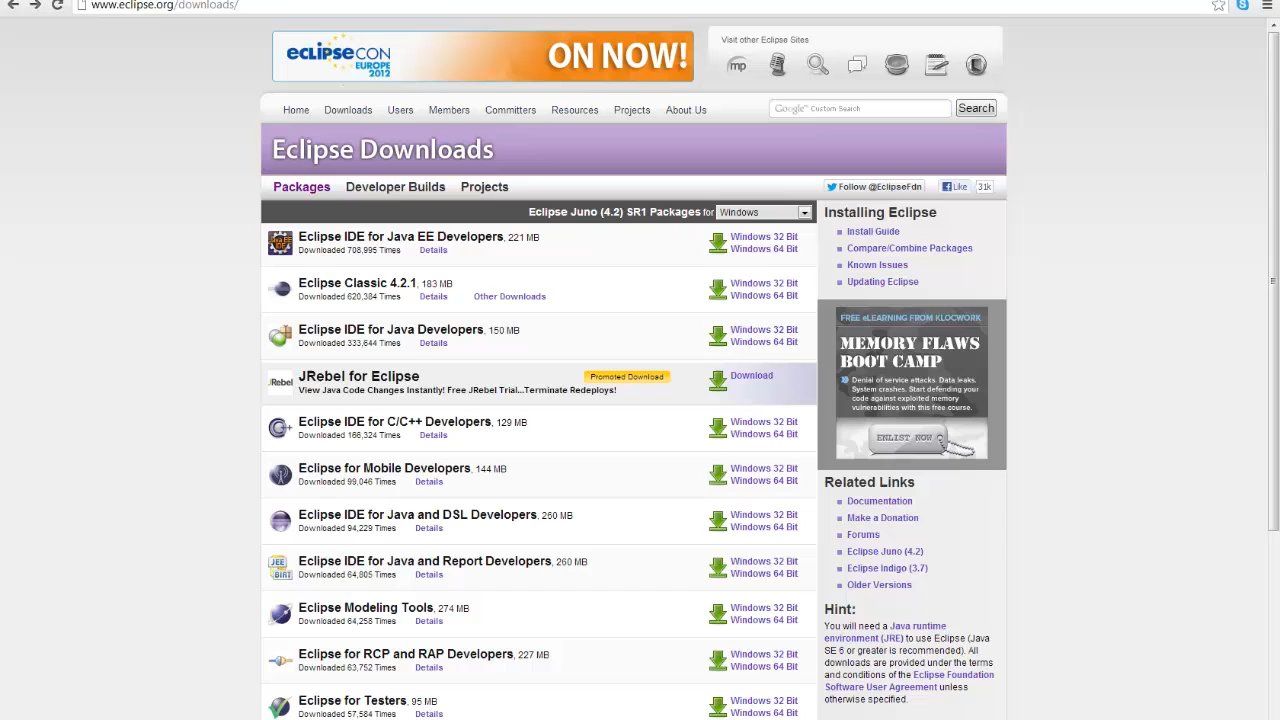 www.eclipse.org/downloads/
eclipsecon
EUROPE
2012
ON NOW!
Visit other Eclipse Sites
mp
Home Downloads Users Members Committers Resources Projects About Us
Google™ Custom Search
Search
Eclipse Downloads
Packages Developer Builds Projects
Follow @EclipseFdn
Like 31k
Eclipse Juno (4.2) SR1 Packages for Windows
Eclipse IDE for Java EE Developers, 221 MB
Downloaded 708,995 Times Details
Windows 32 Bit
Windows 64 Bit
Eclipse Classic 4.2.1, 183 MB
Downloaded 620,384 Times Details Other Downloads
Windows 32 Bit
Windows 64 Bit
Eclipse IDE for Java Developers, 150 MB
Downloaded 333,644 Times Details
Windows 32 Bit
Windows 64 Bit
JRebel
JRebel for Eclipse
Promoted Download
View Java Code Changes Instantly! Free JRebel Trial...Terminate Redeploys!
Download
Eclipse IDE for C/C++ Developers, 129 MB
Downloaded 166,324 Times Details
Windows 32 Bit
Windows 64 Bit
Eclipse for Mobile Developers, 144 MB
Downloaded 99,046 Times Details
Windows 32 Bit
Windows 64 Bit
Eclipse IDE for Java and DSL Developers, 260 MB
Downloaded 94,229 Times Details
Windows 32 Bit
Windows 64 Bit
Eclipse IDE for Java and Report Developers, 260 MB
Downloaded 64,805 Times Details
Windows 32 Bit
Windows 64 Bit
Eclipse Modeling Tools, 274 MB
Downloaded 64,258 Times Details
Windows 32 Bit
Windows 64 Bit
Eclipse for RCP and RAP Developers, 227 MB
Downloaded 63,752 Times Details
Windows 32 Bit
Windows 64 Bit
Eclipse for Testers, 95 MB
Downloaded 57,584 Times Details
Windows 32 Bit
Windows 64 Bit
Installing Eclipse
Install Guide
Compare/Combine Packages
Known Issues
Updating Eclipse
FREE eLEARNING FROM KLOCWORK
MEMORY FLAWS
BOOT CAMP
Denial of service attacks. Data leaks.
System crashes. Start defending your
code against exploited memory
vulnerabilities with this free course.
ENLIST NOW
Related Links
Documentation
Make a Donation
Forums
Eclipse Juno (4.2)
Eclipse Indigo (3.7)
Older Versions
Hint:
You will need a Java runtime
environment (JRE) to use Eclipse (Java
SE 6 or greater is recommended). All
downloads are provided under the terms
and conditions of the Eclipse Foundation
Software User Agreement unless
otherwise specified.